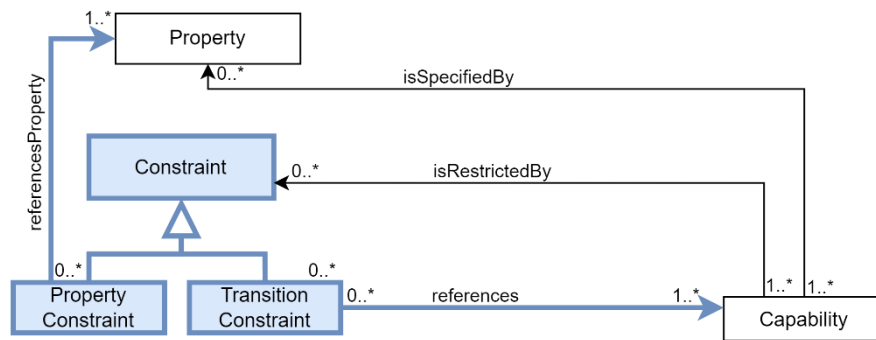 1..*
Property
0..*
isSpecifiedBy
referencesProperty
Constraint
0..*
isRestrictedBy
0..*
0..*
Property
Constraint
Transition
Constraint
0..*
references
1..*
1..*
1..*
Capability